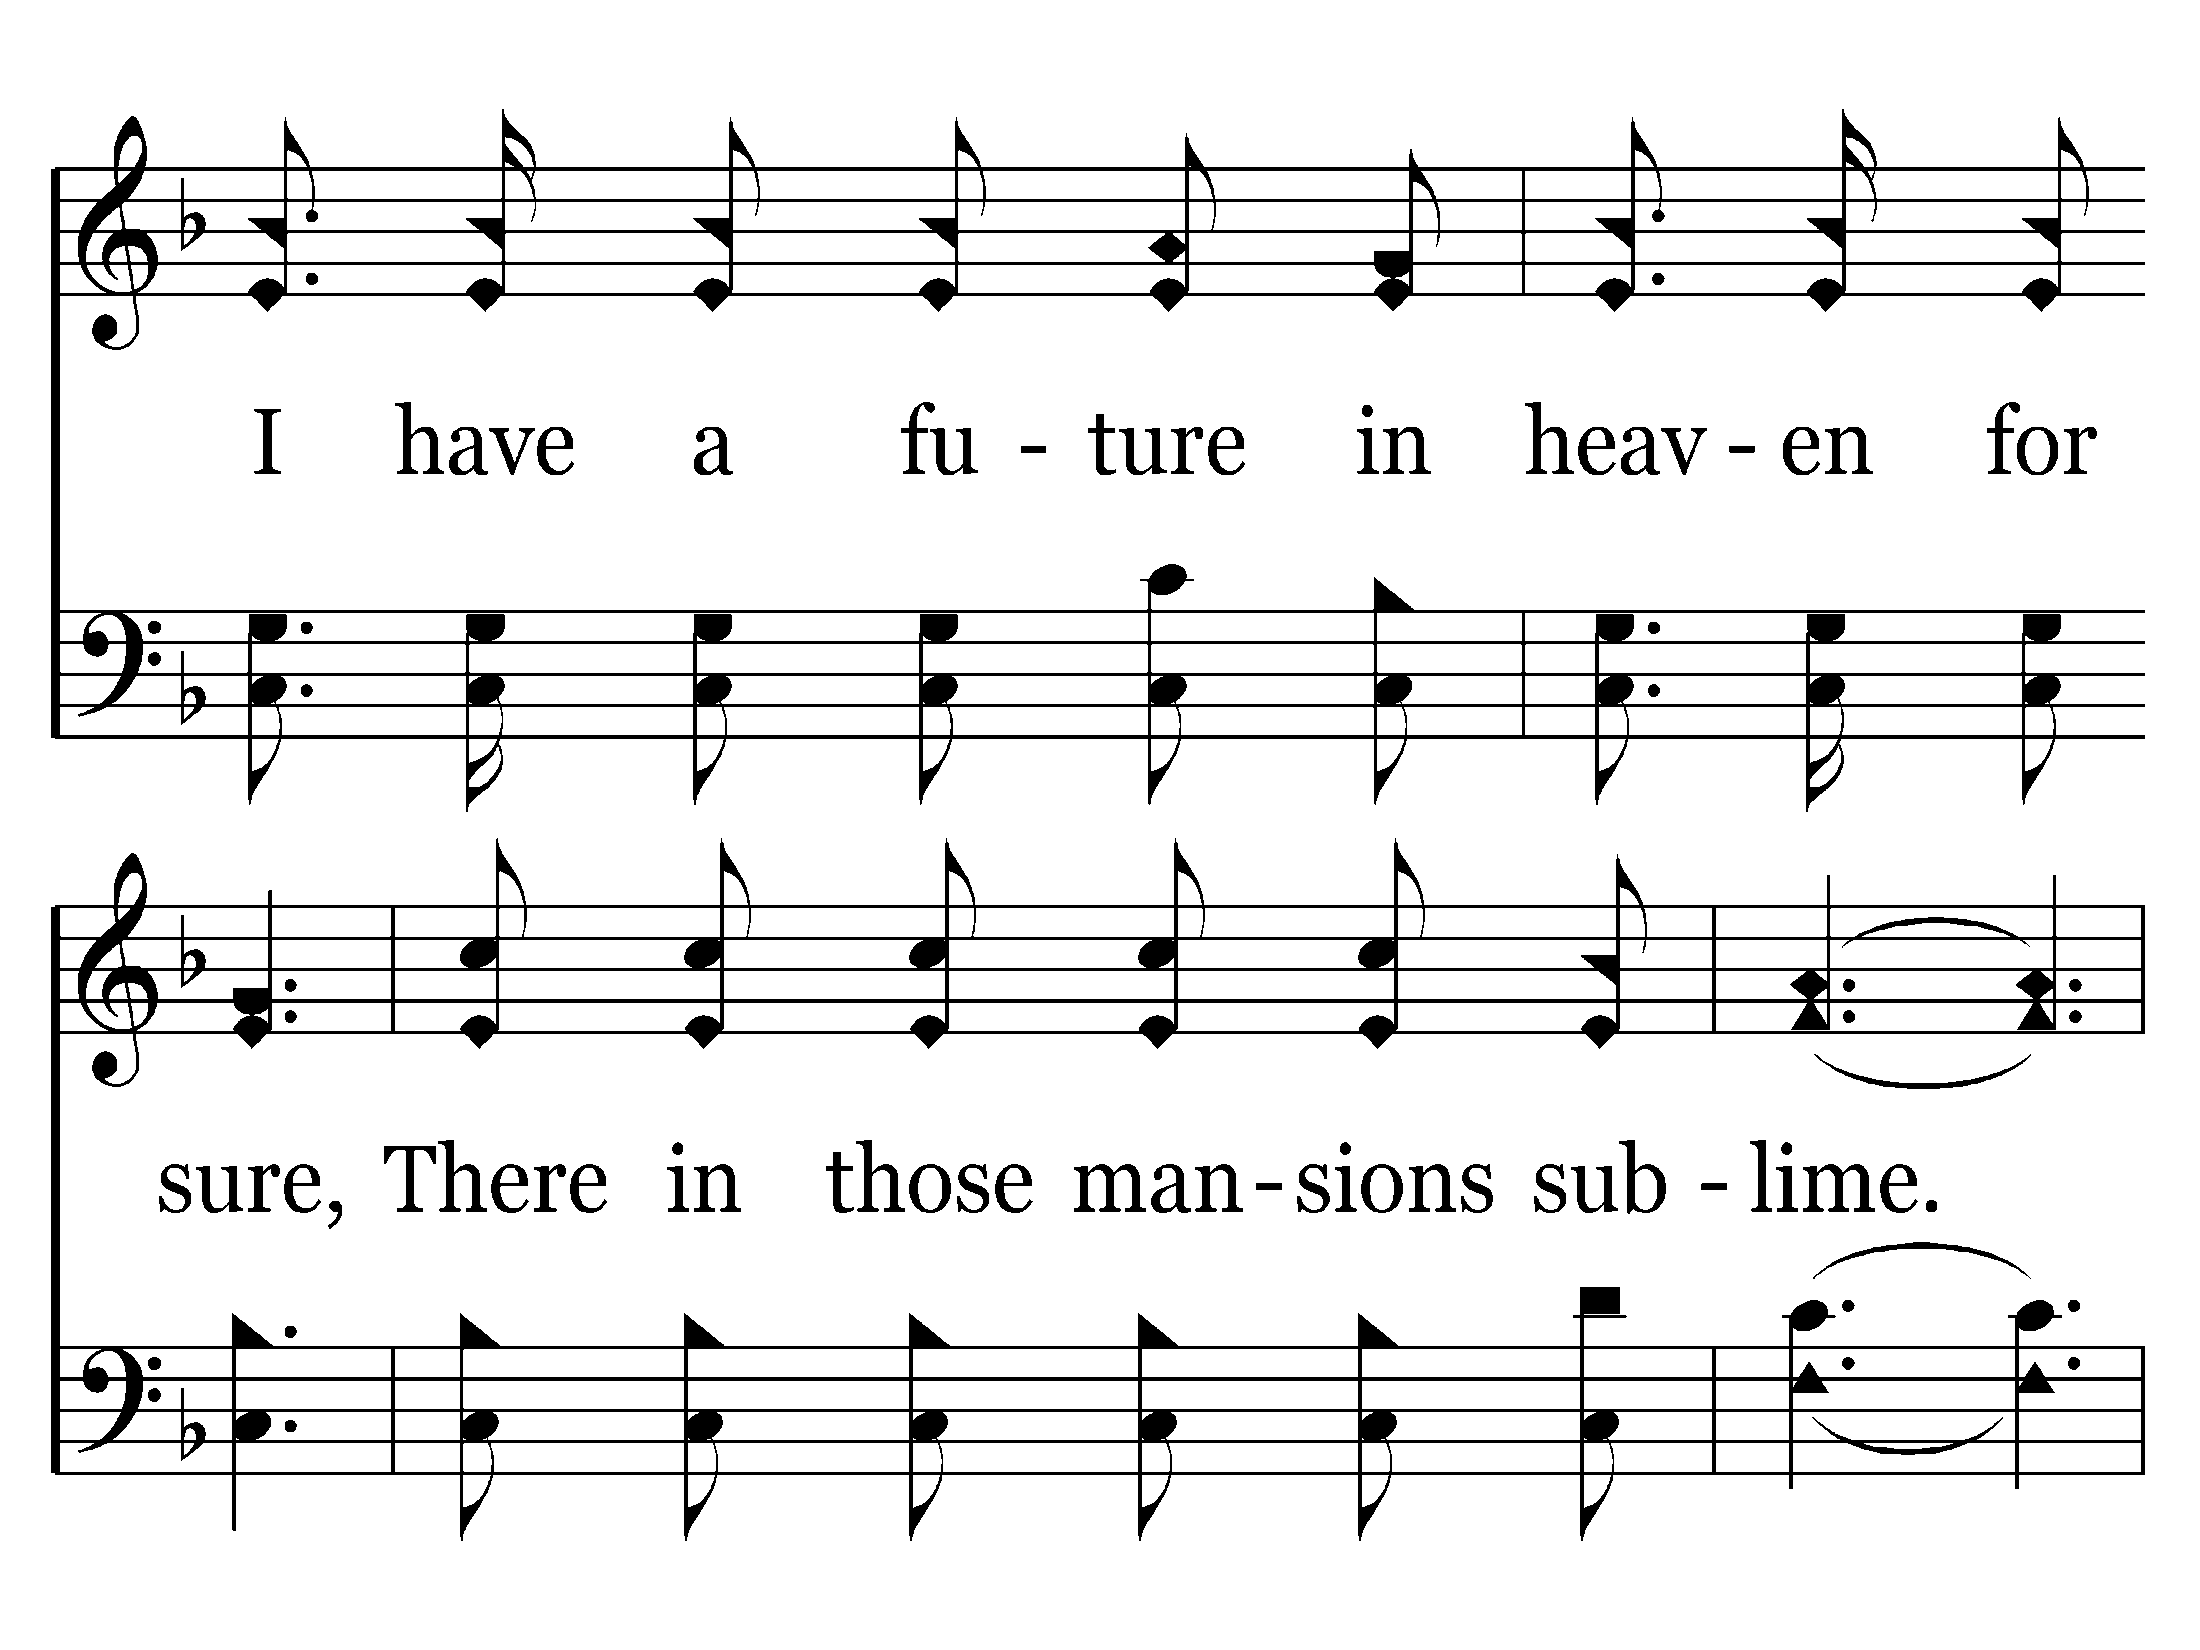 I have a fu - ture in heav - en for
sure, There in those man - sions sub - lime.